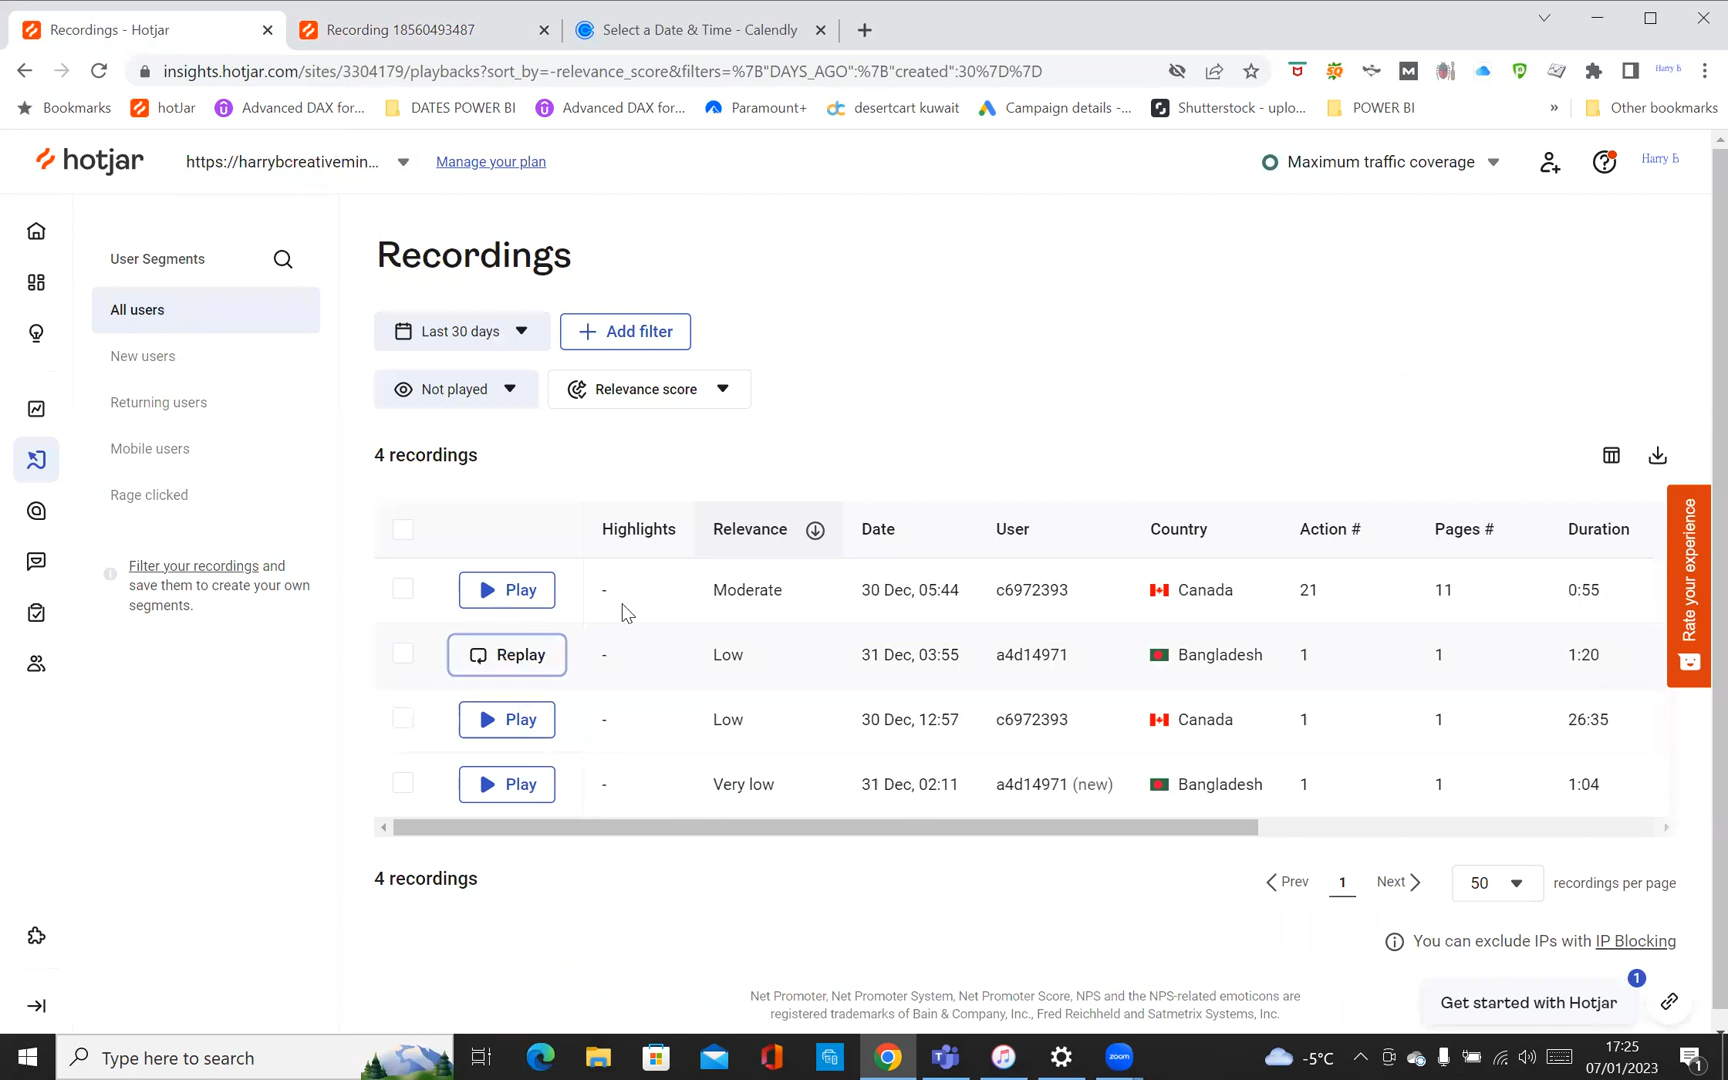 Recordings - Hotjar
Recording 18560493487
Select a Date & Time - Calendly
insights.hotjar.com/sites/3304179/playbacks?sort_by=-relevance_score&filters=%7B"DAYS_AGO":%7B"created":30%7D%7D
Harry B
Bookmarks
hotJar
Advanced DAX for...
DATES POWER BI
Advanced DAX for...
Paramount+
desertcart kuwait
Campaign details -...
Shutterstock - uplo...
POWER BI
»
Other bookmarks
hotjar
https://harrybcreativemin...
Manage your plan
Maximum traffic coverage
Harry B
User Segments
All users
New users
Returning users
Mobile users
Rage clicked
Filter your recordings and
save them to create your own
segments.
Recordings
Last 30 days
Add filter
Not played
Relevance score
4 recordings
Highlights Relevance Date User Country Action # Pages # Duration
Play - Moderate 30 Dec, 05:44 c6972393 Canada 21 11 0:55
Replay - Low 31 Dec, 03:55 a4d14971 Bangladesh 1 1 1:20
Play - Low 30 Dec, 12:57 c6972393 Canada 1 1 26:35
Play - Very low 31 Dec, 02:11 a4d14971 (new) Bangladesh 1 1 1:04
Rate your experience
4 recordings
Prev 1 Next 50 recordings per page
You can exclude IPs with IP Blocking
Net Promoter, Net Promoter System, Net Promoter Score, NPS and the NPS-related emoticons are
registered trademarks of Bain & Company, Inc., Fred Reichheld and Satmetrix Systems, Inc.
1
Get started with Hotjar
Type here to search
zoom
-5°C
17:25
07/01/2023
1